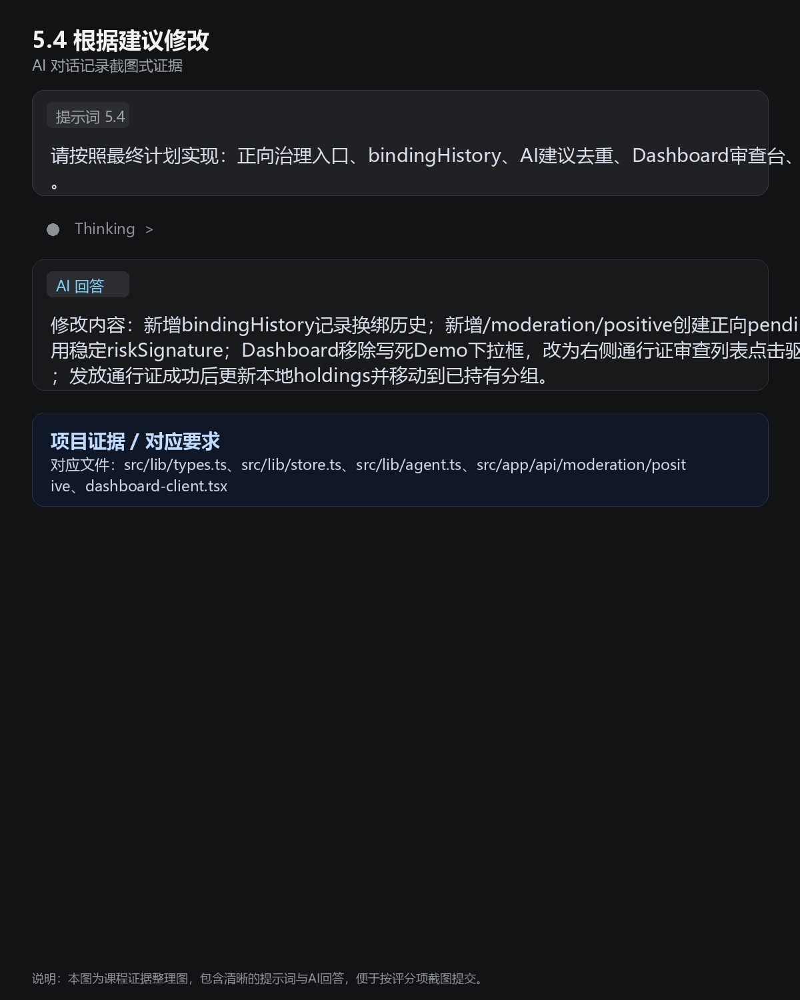 5.4 根据建议修改
AI 对话记录截图式证据
提示词 5.4
请按照最终计划实现：正向治理入口、bindingHistory、AI建议去重、Dashboard审查台、
。
Thinking >
AI 回答
修改内容：新增bindingHistory记录换绑历史；新增/moderation/positive创建正向pendi
用稳定riskSignature；Dashboard移除写死Demo下拉框，改为右侧通行证审查列表点击驱
；发放通行证成功后更新本地holdings并移动到已持有分组。
项目证据 / 对应要求
对应文件：src/lib/types.ts、src/lib/store.ts、src/lib/agent.ts、src/app/api/moderation/posit
ive、dashboard-client.tsx
说明：本图为课程证据整理图，包含清晰的提示词与AI回答，便于按评分项截图提交。